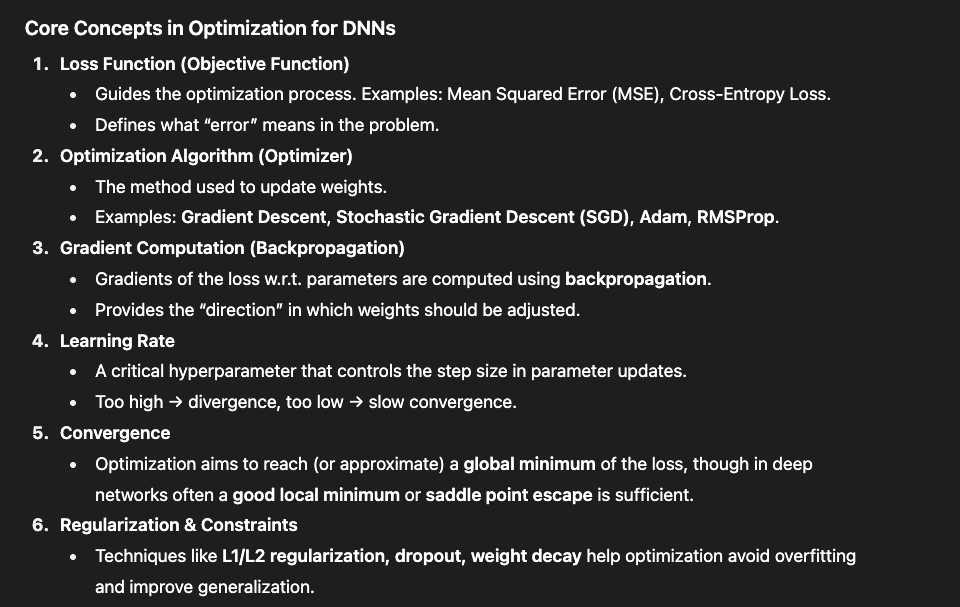 Core Concepts in Optimization for DNNs
1. Loss Function (Objective Function)
• Guides the optimization process. Examples: Mean Squared Error (MSE), Cross-Entropy Loss.
• Defines what “error” means in the problem.
2. Optimization Algorithm (Optimizer)
• The method used to update weights.
• Examples: Gradient Descent, Stochastic Gradient Descent (SGD), Adam, RMSProp.
3. Gradient Computation (Backpropagation)
• Gradients of the loss w.r.t. parameters are computed using backpropagation.
• Provides the “direction” in which weights should be adjusted.
4. Learning Rate
• A critical hyperparameter that controls the step size in parameter updates.
• Too high → divergence, too low → slow convergence.
5. Convergence
• Optimization aims to reach (or approximate) a global minimum of the loss, though in deep
networks often a good local minimum or saddle point escape is sufficient.
6. Regularization & Constraints
• Techniques like L1/L2 regularization, dropout, weight decay help optimization avoid overfitting
and improve generalization.